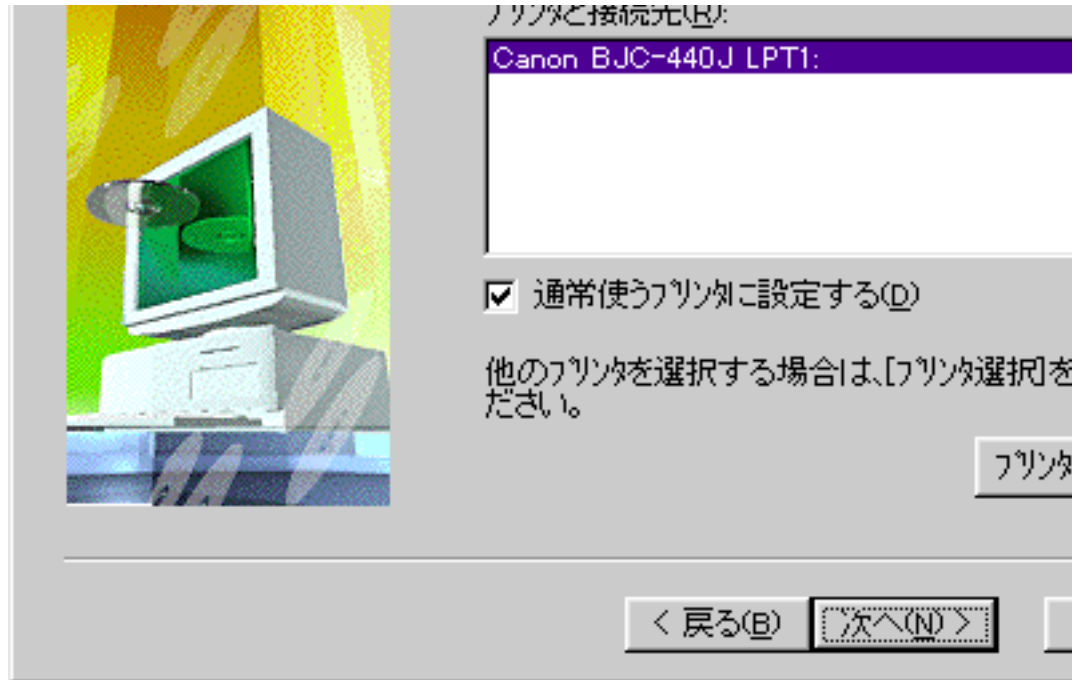 プリンタと接続先(R):
Canon BJC-440J LPT1:
通常使うプリンタに設定する(D)
他のプリンタを選択する場合は、[プリンタ選択]を
ださい。
プリンタ
< 戻る(B)
次へ(N) >